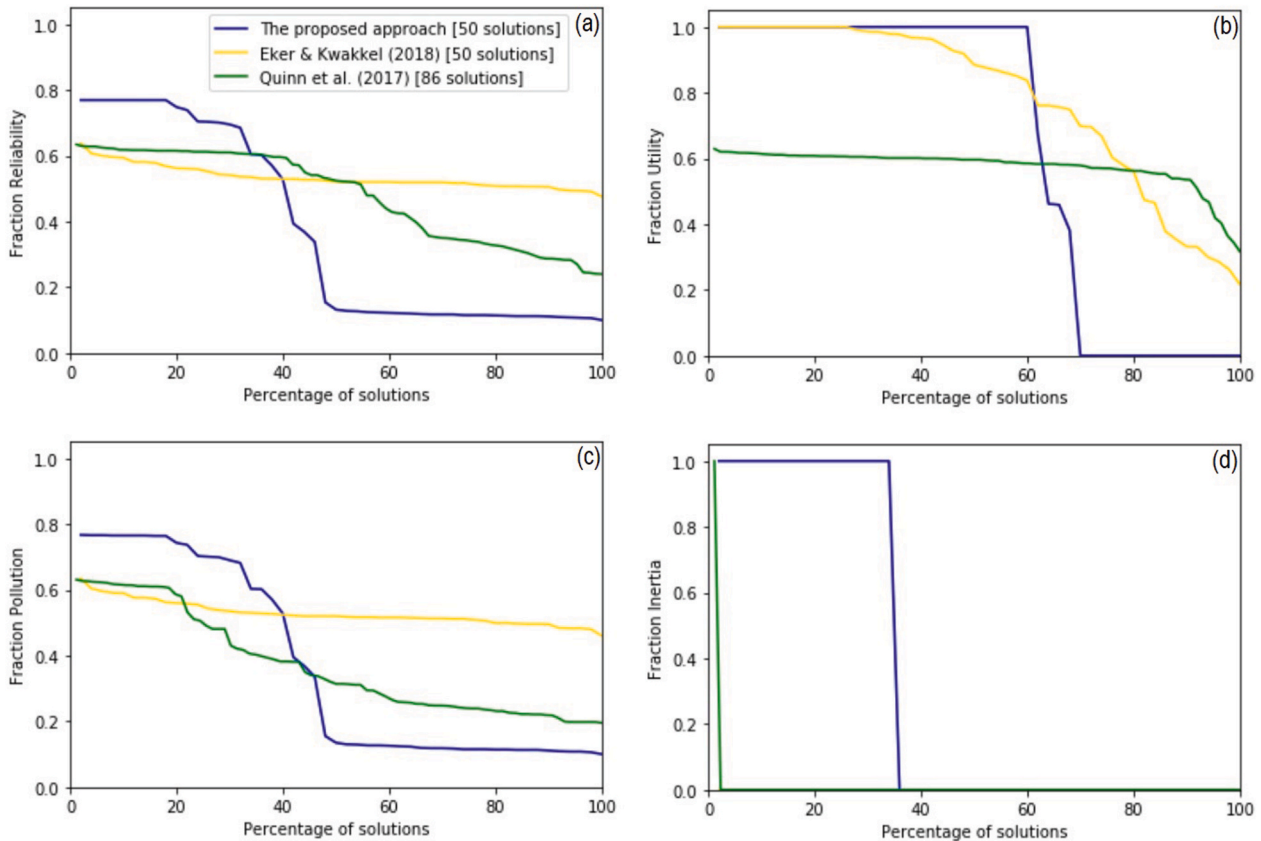 (a)
The proposed approach [50 solutions]
Eker & Kwakkel (2018) [50 solutions]
Quinn et al. (2017) [86 solutions]
1.0
0.8
0.6
0.4
0.2
0.0
Fraction Reliability
0 20 40 60 80 100
Percentage of solutions
(b)
1.0
0.8
0.6
0.4
0.2
0.0
Fraction Utility
0 20 40 60 80 100
Percentage of solutions
(c)
1.0
0.8
0.6
0.4
0.2
0.0
Fraction Pollution
0 20 40 60 80 100
Percentage of solutions
(d)
1.0
0.8
0.6
0.4
0.2
0.0
Fraction Inertia
0 20 40 60 80 100
Percentage of solutions